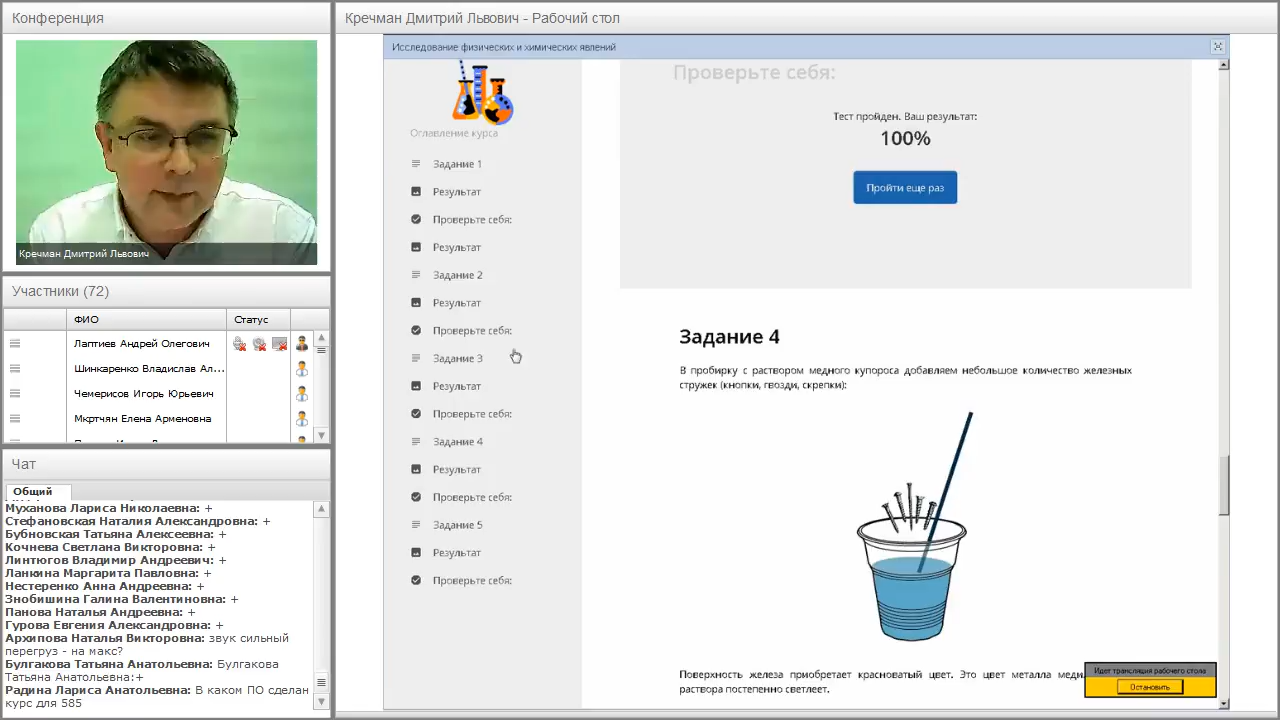 Конференция
Кречман Дмитрий Львович
Участники (72)
ФИО
Статус
Лаптиев Андрей Олегович
Шинкаренко Владислав Ал...
Чемерисов Игорь Юрьевич
Мкртчян Елена Арменовна
Чат
Общий
Муханова Лариса Николаевна: +
Стефановская Наталия Александровна: +
Бубновская Татьяна Алексеевна: +
Кочнева Светлана Викторовна: +
Линтюгов Владимир Андреевич: +
Ланкина Маргарита Павловна: +
Нестеренко Анна Андреевна: +
Знобишина Галина Валентиновна: +
Панова Наталья Андреевна: +
Гурова Евгения Александровна: +
Архипова Наталья Викторовна: звук сильный
перегруз - на макс?
Булгакова Татьяна Анатольевна: Булгакова
Татьяна Анатольевна:+
Радина Лариса Анатольевна: В каком ПО сделан
курс для 585
Кречман Дмитрий Львович - Рабочий стол
Исследование физических и химических явлений
Оглавление курса
Задание 1
Результат
Проверьте себя:
Результат
Задание 2
Результат
Проверьте себя:
Задание 3
Результат
Проверьте себя:
Задание 4
Результат
Проверьте себя:
Задание 5
Результат
Проверьте себя:
Проверьте себя:
Тест пройден. Ваш результат:
100%
Пройти еще раз
Задание 4
В пробирку с раствором медного купороса добавляем небольшое количество железных
стружек (кнопки, гвозди, скрепки):
Поверхность железа приобретает красноватый цвет. Это цвет металла
раствора постепенно светлеет.
Идет трансляция рабочего стола
Остановить